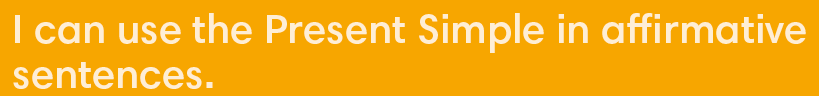 I can use the Present Simple in affirmative
sentences.